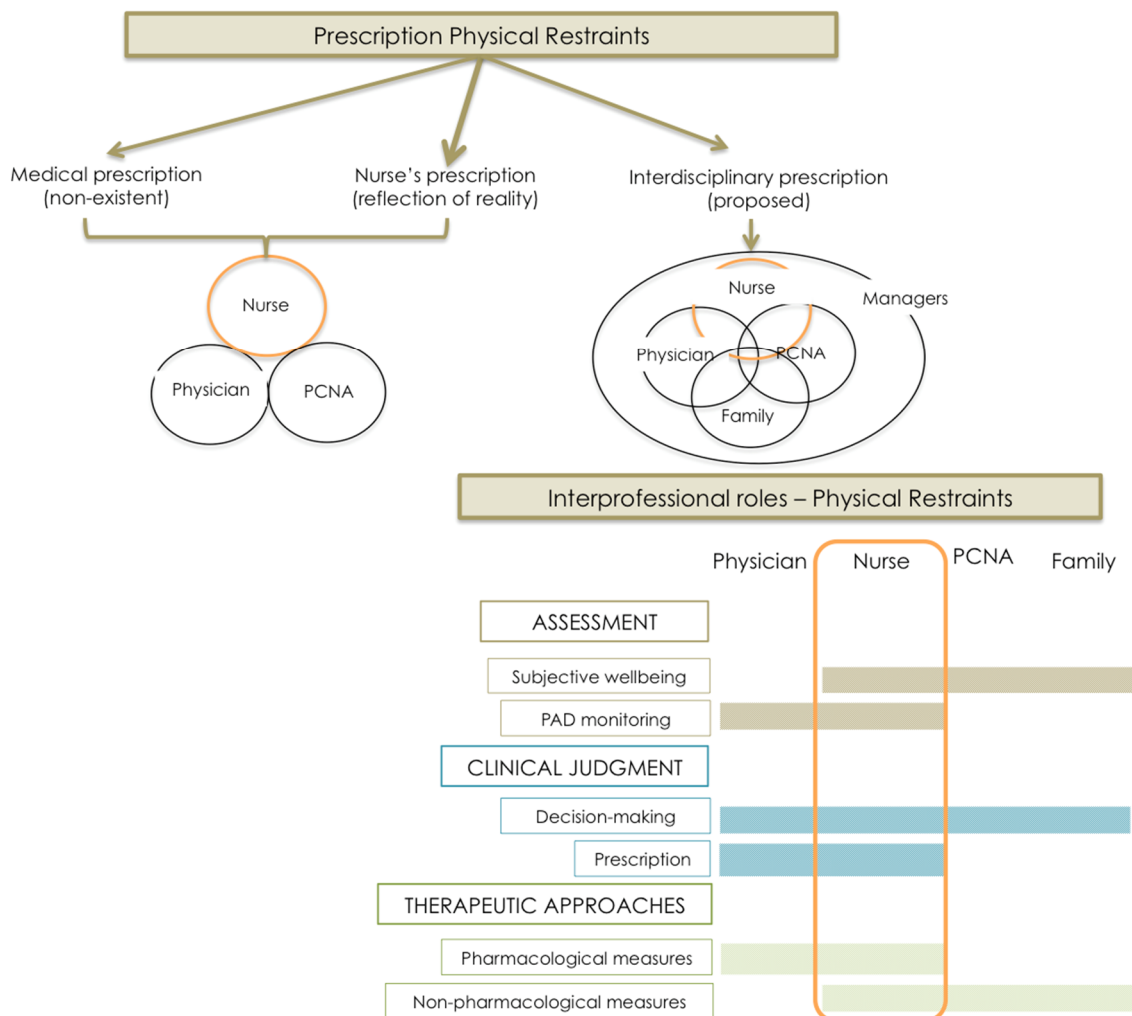 Prescription Physical Restraints
Medical prescription
(non-existent)
Nurse's prescription
(reflection of reality)
Interdisciplinary prescription
(proposed)
Nurse
Physician
PCNA
Nurse
Managers
Physician
PCNA
Family
Interprofessional roles – Physical Restraints
Physician
Nurse
PCNA
Family
ASSESSMENT
Subjective wellbeing
PAD monitoring
CLINICAL JUDGMENT
Decision-making
Prescription
THERAPEUTIC APPROACHES
Pharmacological measures
Non-pharmacological measures